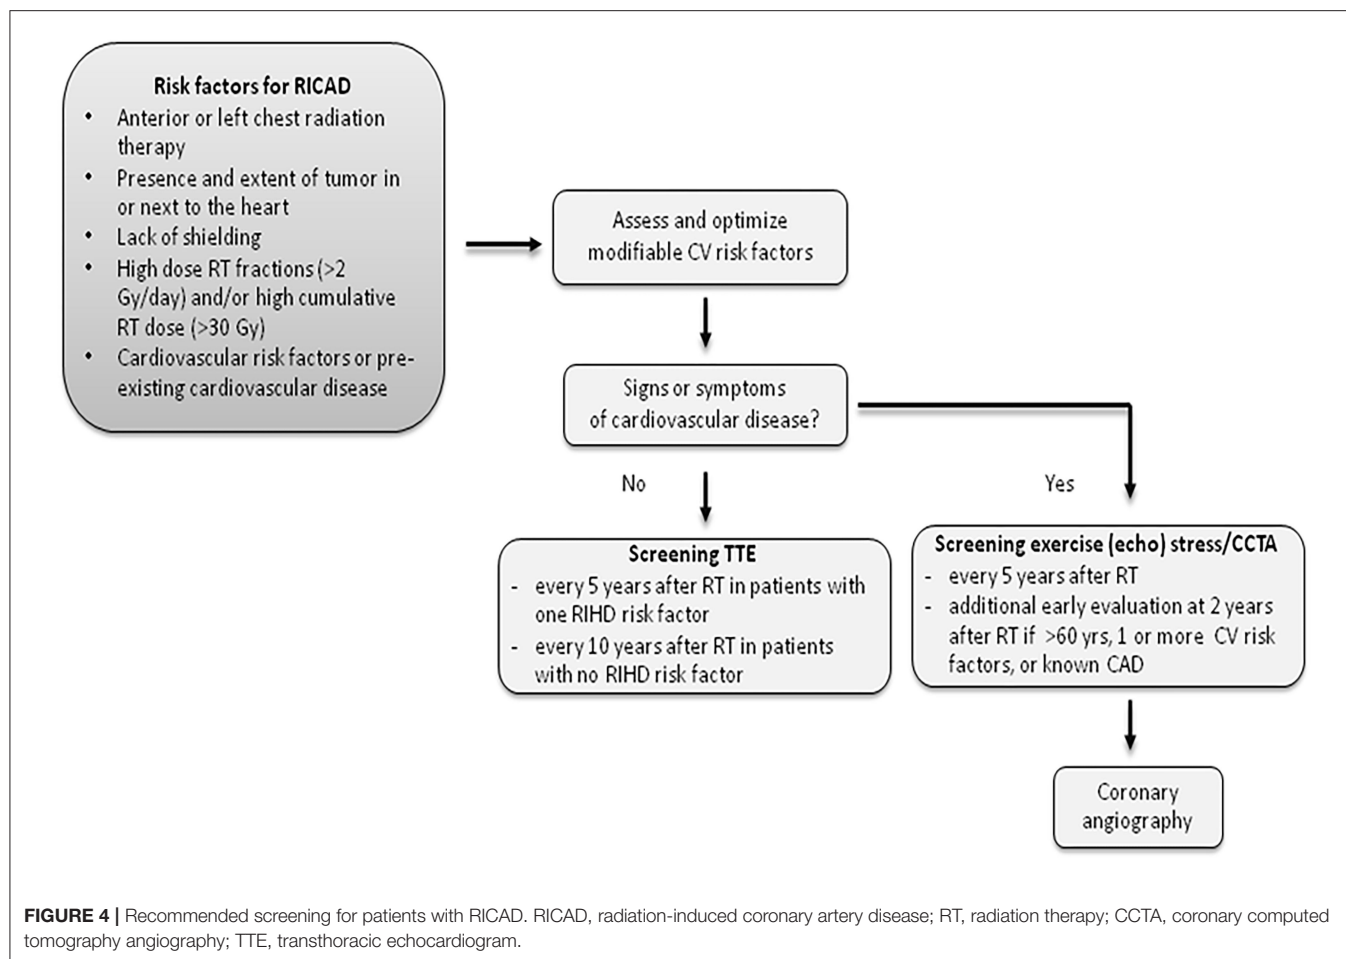 Risk factors for RICAD
• Anterior or left chest radiation
therapy
• Presence and extent of tumor in
or next to the heart
• Lack of shielding
• High dose RT fractions (>2
Gy/day) and/or high cumulative
RT dose (>30 Gy)
• Cardiovascular risk factors or pre-
existing cardiovascular disease
Assess and optimize
modifiable CV risk factors
Signs or symptoms
of cardiovascular disease?
No
Yes
Screening TTE
- every 5 years after RT in patients with
one RIHD risk factor
- every 10 years after RT in patients
with no RIHD risk factor
Screening exercise (echo) stress/CCTA
- every 5 years after RT
- additional early evaluation at 2 years
after RT if >60 yrs, 1 or more CV risk
factors, or known CAD
Coronary
angiography
FIGURE 4 | Recommended screening for patients with RICAD. RICAD, radiation-induced coronary artery disease; RT, radiation therapy; CCTA, coronary computed
tomography angiography; TTE, transthoracic echocardiogram.